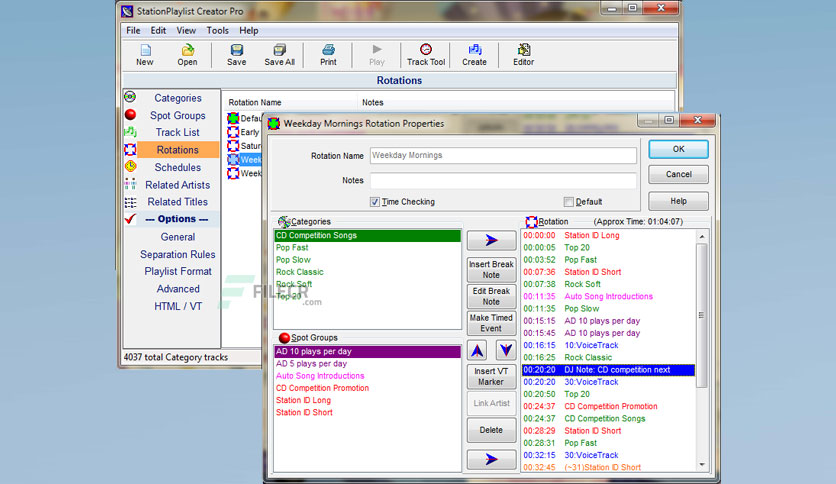 StationPlaylist Creator Pro
File Edit View Tools Help
New Open Save Save All Print Play Track Tool Create Editor
Rotations
Categories
Spot Groups
Track List
Rotations
Schedules
Related Artists
Related Titles
--- Options ---
General
Separation Rules
Playlist Format
Advanced
HTML / VT
4037 total Category tracks
Rotation Name Notes
Defau
Early
Satur
Week
Week
Weekday Mornings Rotation Properties
Rotation Name Weekday Mornings
Notes
Time Checking Default
OK
Cancel
Help
Categories
CD Competition Songs
Pop Fast
Pop Slow
Rock Classic
Rock Soft
Top 20
FILECR
.com
Spot Groups
AD 10 plays per day
AD 5 plays per day
Auto Song Introductions
CD Competition Promotion
Station ID Long
Station ID Short
Insert Break
Note
Edit Break
Note
Make Timed
Event
Insert VT
Marker
Link Artist
Delete
Rotation (Approx Time: 01:04:07)
00:00:00 Station ID Long
00:00:05 Top 20
00:03:52 Pop Fast
00:07:36 Station ID Short
00:07:38 Rock Soft
00:11:35 Auto Song Introductions
00:11:35 Pop Slow
00:15:15 AD 10 plays per day
00:15:45 AD 10 plays per day
00:16:15 10:VoiceTrack
00:16:25 Rock Classic
00:20:20 DJ Note: CD competition next
00:20:20 30:VoiceTrack
00:20:50 Top 20
00:24:37 CD Competition Promotion
00:24:37 CD Competition Songs
00:28:29 Station ID Short
00:28:31 Pop Fast
00:32:15 30:VoiceTrack
00:32:45 (~31)Station ID Short